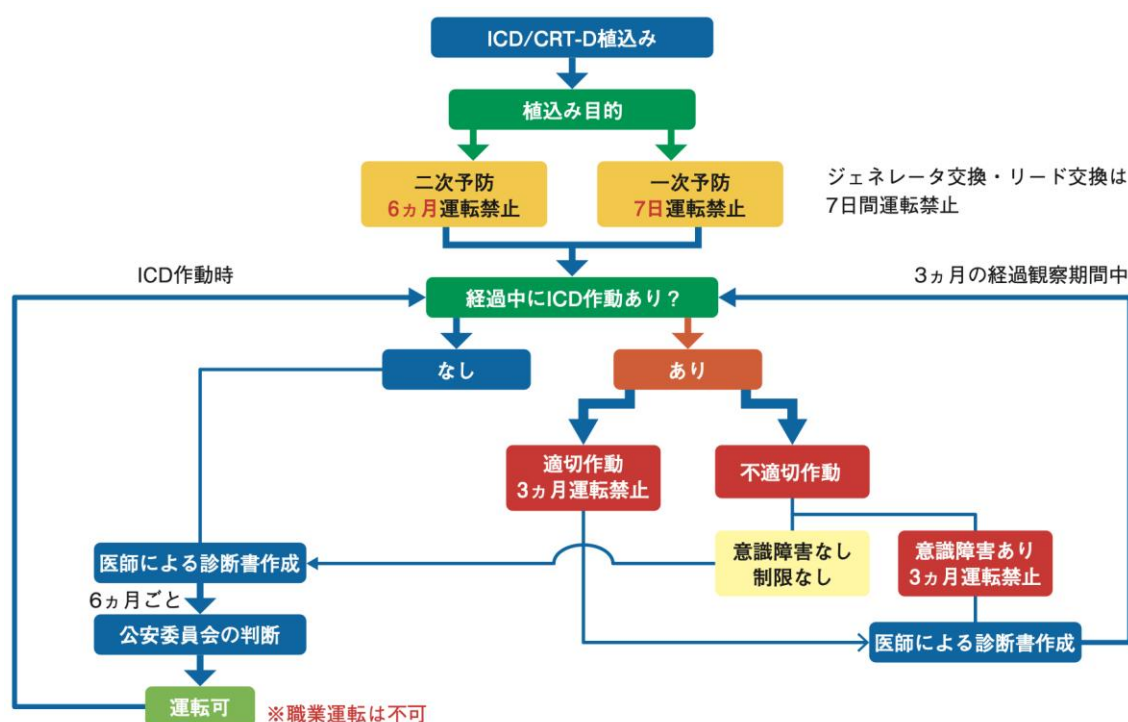 ICD/CRT-D植込み
植込み目的
二次予防
6ヵ月運転禁止
一次予防
7日運転禁止
ジェネレータ交換・リード交換は
7日間運転禁止
ICD作動時
3ヵ月の経過観察期間中
経過中にICD作動あり？
なし
あり
適切作動
3ヵ月運転禁止
不適切作動
意識障害なし
制限なし
意識障害あり
3ヵ月運転禁止
医師による診断書作成
6ヵ月ごと
公安委員会の判断
医師による診断書作成
運転可
※職業運転は不可